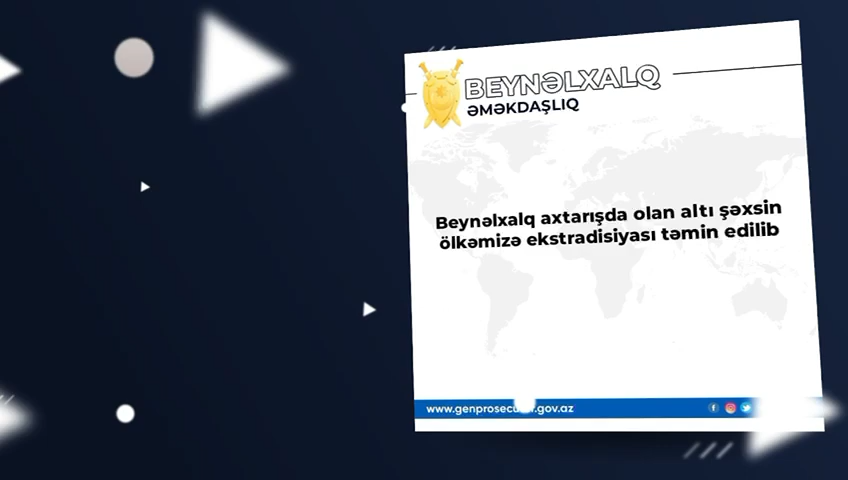 BEYNƏLXALQ
ƏMƏKDAŞLIQ
Beynəlxalq axtarışda olan altı şəxsin
ölkəmizə ekstradisiyası təmin edilib